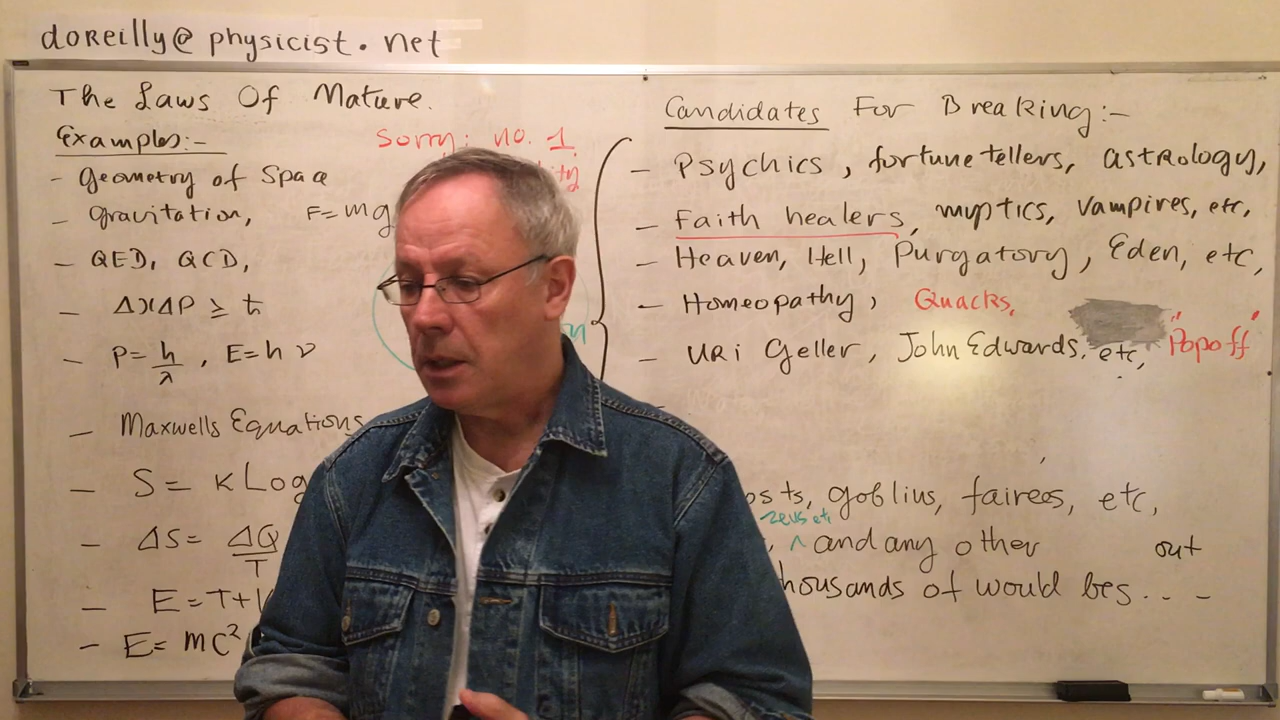 doreilly@physicist.net
The Laws Of Nature.
Examples:-
- geometry of Space
- gravitation, F=mg
- QED, QCD,
- ΔxΔP ≥ ħ
- P=h/λ, E=hν
- Maxwells Equations
- S= K Log
- ΔS= ΔQ/T
- E=T+V
- E=MC²
Sorry: no. 1
Candidates For Breaking:-
- Psychics, fortune tellers, astrology,
- Faith healers, myptics, Vampires, etc,
- Heaven, Hell, Purgatory, Eden, etc,
- Homeopathy, Quacks,
- URi Geller, John Edwards, etc, "Popoff"
osts, goblius, fairees, etc,
zeus etc
^ and any other out
housands of would bes...-